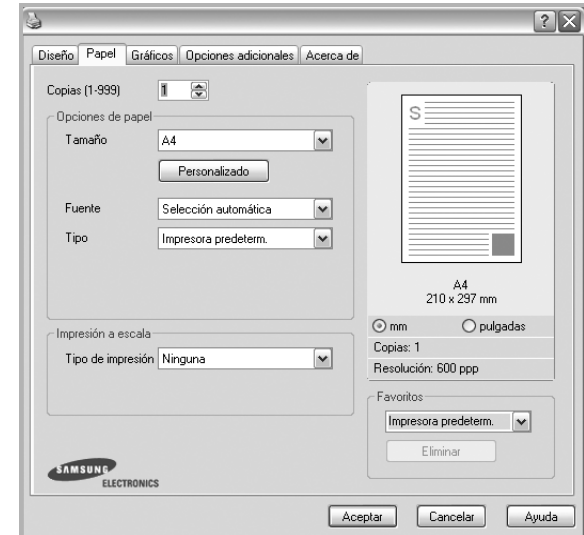 Diseño Papel Gráficos Opciones adicionales Acerca de
Copias (1-999) 1
Opciones de papel
Tamaño A4
Personalizado
Fuente Selección automática
Tipo Impresora predeterm.
Impresión a escala
Tipo de impresión Ninguna
SAMSUNG
ELECTRONICS
S
A4
210 x 297 mm
mm pulgadas
Copias: 1
Resolución: 600 ppp
Favoritos
Impresora predeterm.
Eliminar
Aceptar Cancelar Ayuda